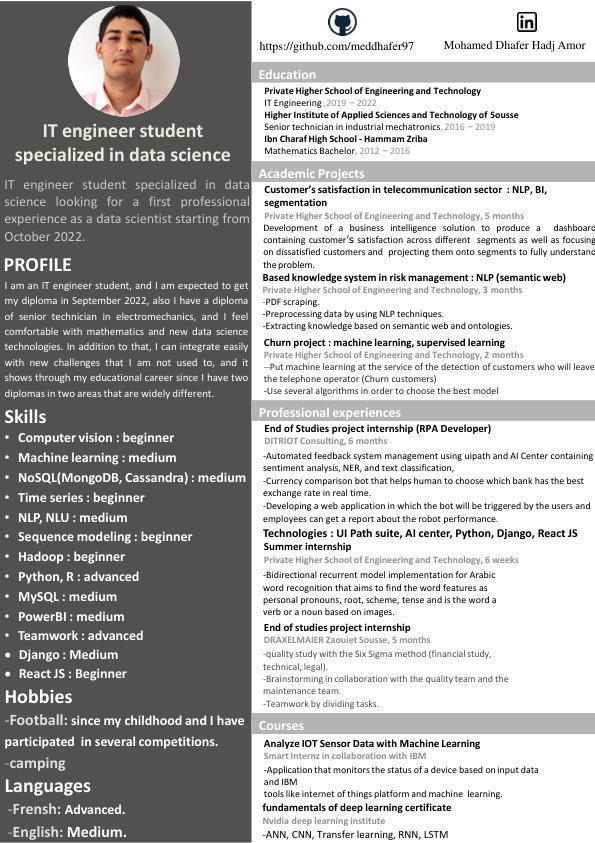 IT engineer student
specialized in data science
IT engineer student specialized in data
science looking for a first professional
experience as a data scientist starting from
October 2022.
PROFILE
I am an IT engineer student, and I am expected to get
my diploma in September 2022, also I have a diploma
of senior technician in electromechanics, and I feel
comfortable with mathematics and new data science
technologies. In addition to that, I can integrate easily
with new challenges that I am not used to, and it
shows through my educational career since I have two
diplomas in two areas that are widely different.
Skills
• Computer vision : beginner
• Machine learning : medium
• NoSQL(MongoDB, Cassandra) : medium
• Time series : beginner
• NLP, NLU : medium
• Sequence modeling : beginner
• Hadoop : beginner
• Python, R : advanced
• MySQL : medium
• PowerBI : medium
• Teamwork : advanced
• Django : Medium
• React JS : Beginner
Hobbies
-Football: since my childhood and I have
participated in several competitions.
-camping
Languages
-Frensh: Advanced.
-English: Medium.
https://github.com/meddhafer97
in
Mohamed Dhafer Hadj Amor
Education
Private Higher School of Engineering and Technology
IT Engineering ,2019 – 2022
Higher Institute of Applied Sciences and Technology of Sousse
Senior technician in industrial mechatronics, 2016 – 2019
Ibn Charaf High School - Hammam Zriba
Mathematics Bachelor, 2012 – 2016
Academic Projects
Customer’s satisfaction in telecommunication sector : NLP, BI,
segmentation
Private Higher School of Engineering and Technology, 5 months
Development of a business intelligence solution to produce a dashboard
containing customer’s satisfaction across different segments as well as focusing
on dissatisfied customers and projecting them onto segments to fully understand
the problem.
Based knowledge system in risk management : NLP (semantic web)
Private Higher School of Engineering and Technology, 3 months
-PDF scraping.
-Preprocessing data by using NLP techniques.
-Extracting knowledge based on semantic web and ontologies.
Churn project : machine learning, supervised learning
Private Higher School of Engineering and Technology, 2 months
--Put machine learning at the service of the detection of customers who will leave
the telephone operator (Churn customers)
-Use several algorithms in order to choose the best model
Professional experiences
End of Studies project internship (RPA Developer)
DITRIOT Consulting, 6 months
-Automated feedback system management using uipath and AI Center containing
sentiment analysis, NER, and text classification,
-Currency comparison bot that helps human to choose which bank has the best
exchange rate in real time.
-Developing a web application in which the bot will be triggered by the users and
employees can get a report about the robot performance.
Technologies : UI Path suite, AI center, Python, Django, React JS
Summer internship
Private Higher School of Engineering and Technology, 6 weeks
-Bidirectional recurrent model implementation for Arabic
word recognition that aims to find the word features as
personal pronouns, root, scheme, tense and is the word a
verb or a noun based on images.
End of studies project internship
DRAXELMAIER Zaouiet Sousse, 5 months
-quality study with the Six Sigma method (financial study,
technical, legal).
-Brainstorming in collaboration with the quality team and the
maintenance team.
-Teamwork by dividing tasks.
Courses
Analyze IOT Sensor Data with Machine Learning
Smart Internz in collaboration with IBM
-Application that monitors the status of a device based on input data
and IBM
tools like internet of things platform and machine learning.
fundamentals of deep learning certificate
Nvidia deep learning institute
-ANN, CNN, Transfer learning, RNN, LSTM